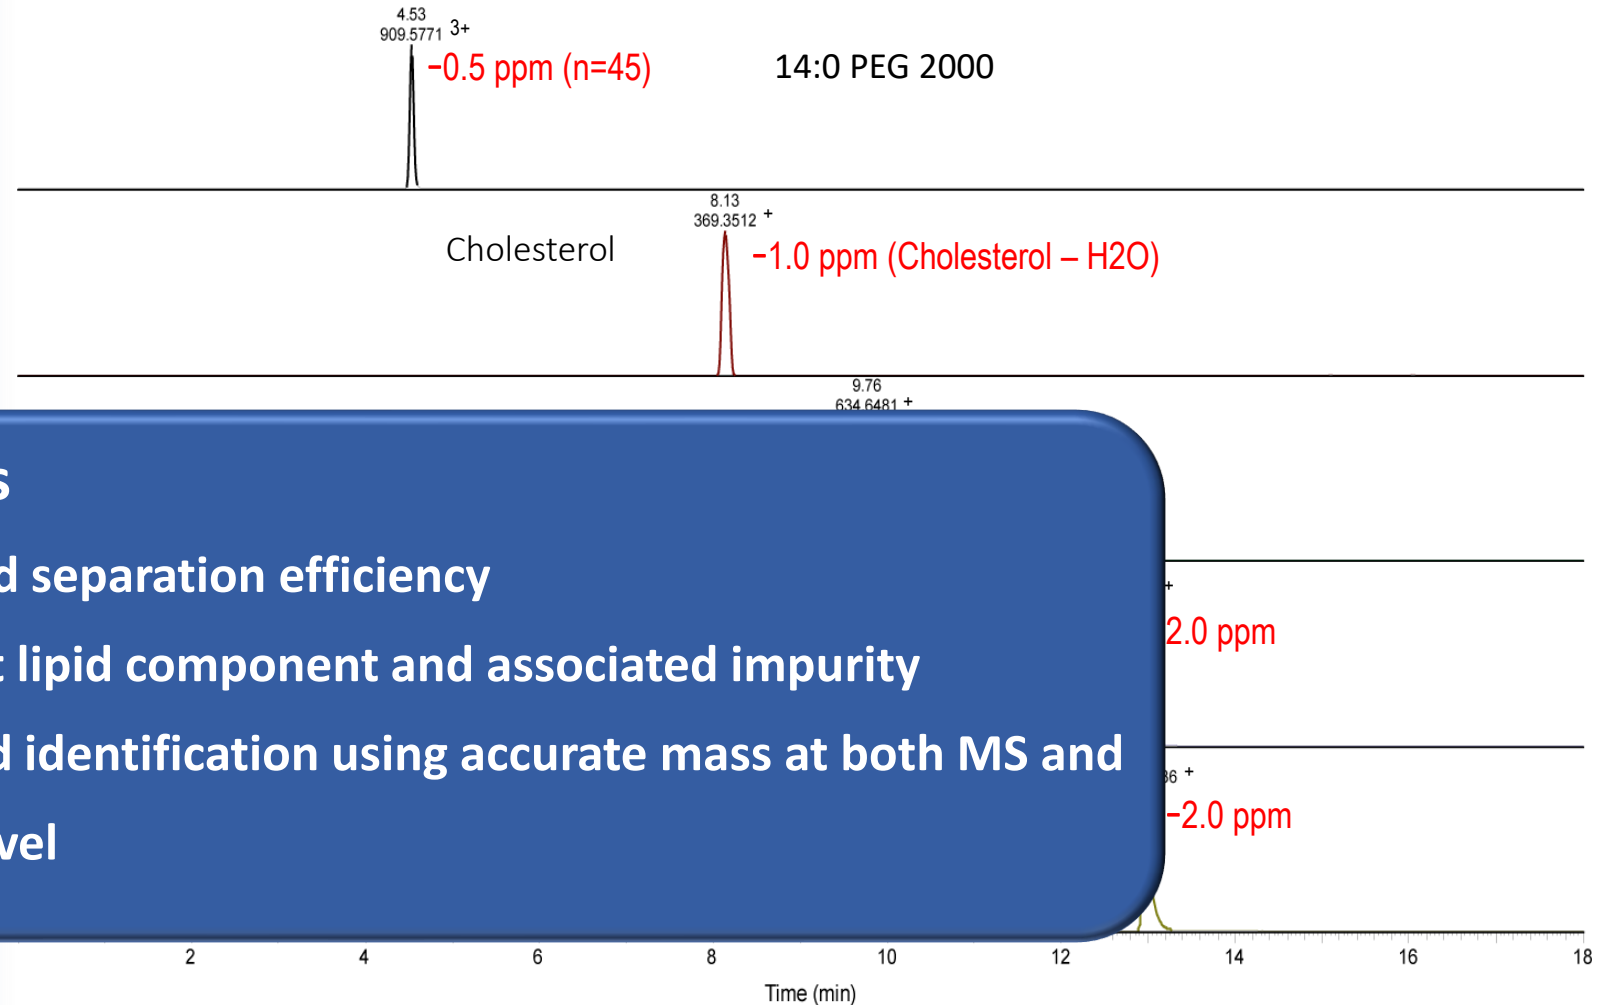 4.53
909.5771 3+
−0.5 ppm (n=45)
14:0 PEG 2000
8.13
369.3512 +
Cholesterol
−1.0 ppm (Cholesterol – H2O)
9.76
634.6481 +
separation efficiency
+
2.0 ppm
lipid component and associated impurity
identification using accurate mass at both MS and
+
−2.0 ppm
2 4 6 8 10 12 14 16 18
Time (min)